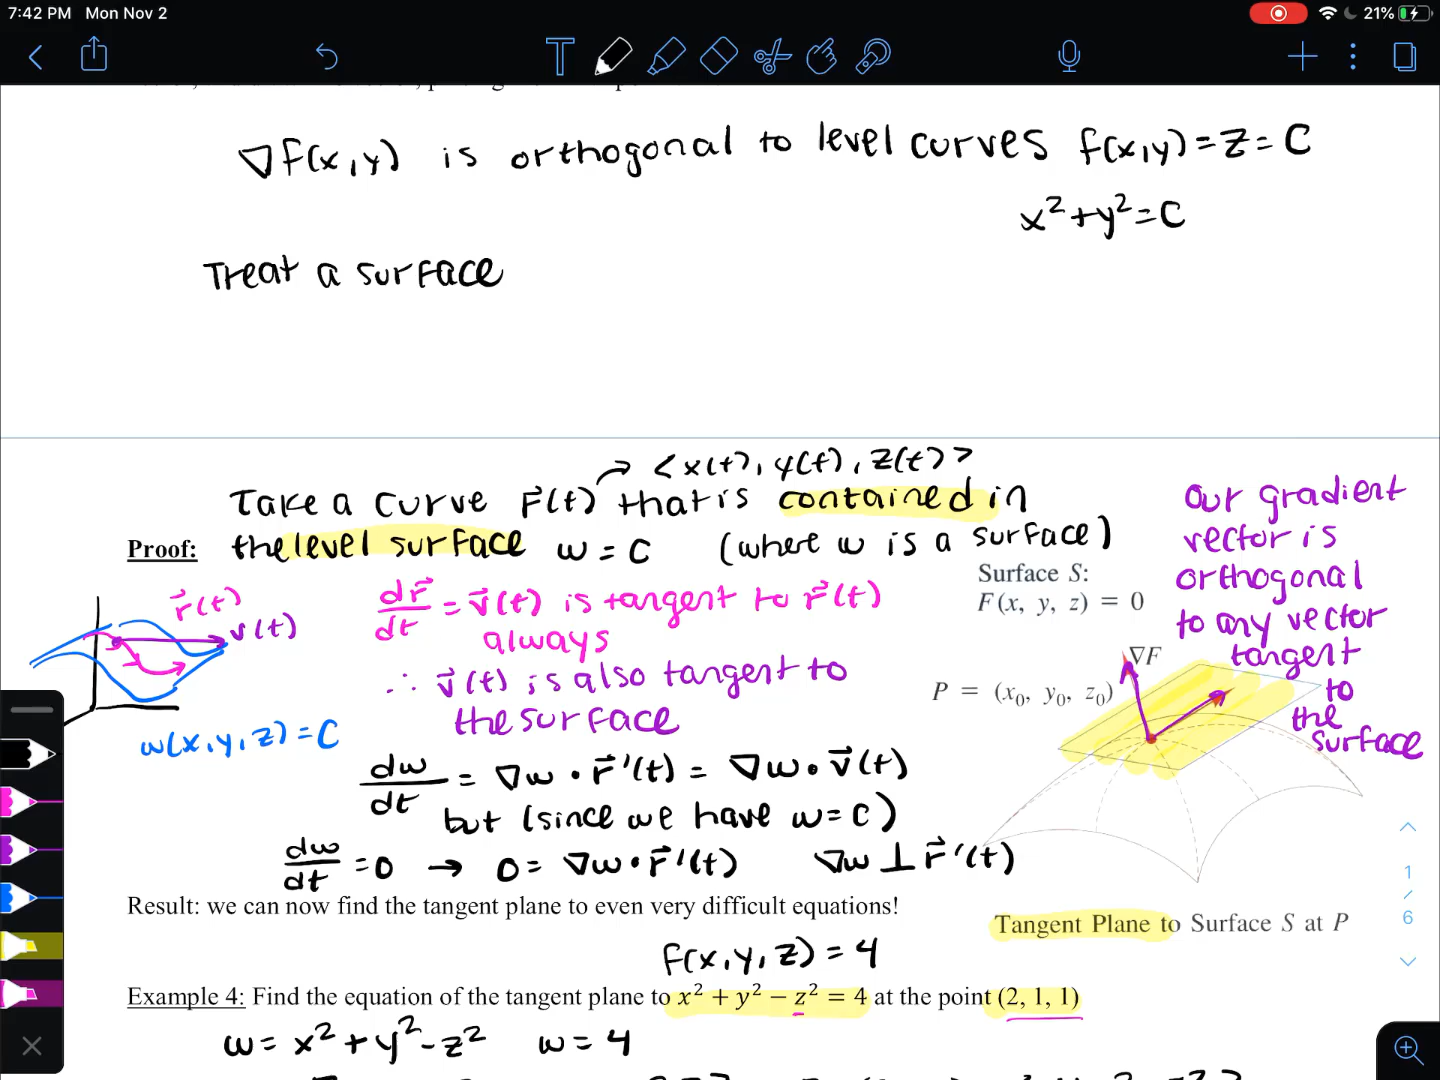 7:42 PM Mon Nov 2
21%
T
∇f(x,y) is orthogonal to level curves f(x,y)=z=C
x²+y²=C
Treat a surface
→ <x(t), y(t), z(t)>
Take a curve r⃗(t) that is contained in
Proof: the level surface w = C (where w is a surface)
r⃗(t)
v(t)
w(x,y,z)=C
dr⃗/dt = v⃗(t) is tangent to r⃗(t)
always
∴ v⃗(t) is also tangent to
the surface
dw/dt = ∇w • r⃗'(t) = ∇w • v⃗(t)
but (since we have w=C)
dw/dt = 0 → 0 = ∇w • r⃗'(t) ∇w ⊥ r⃗'(t)
Our gradient
vector is
orthogonal
to any vector
tangent
to
the
surface
Surface S:
F(x, y, z) = 0
∇F
P = (x₀, y₀, z₀)
Tangent Plane to Surface S at P
1
/
6
Result: we can now find the tangent plane to even very difficult equations!
f(x,y,z) = 4
Example 4: Find the equation of the tangent plane to x² + y² − z² = 4 at the point (2, 1, 1)
w = x² + y² - z² w = 4